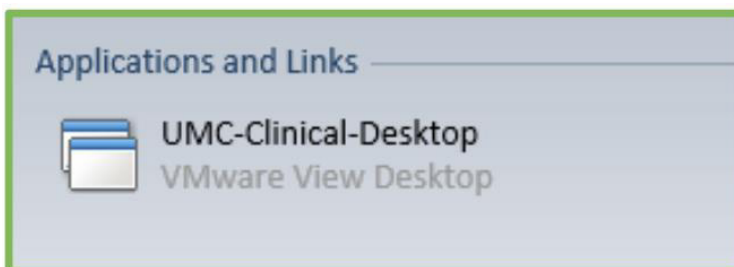 Applications and Links
UMC-Clinical-Desktop
VMware View Desktop